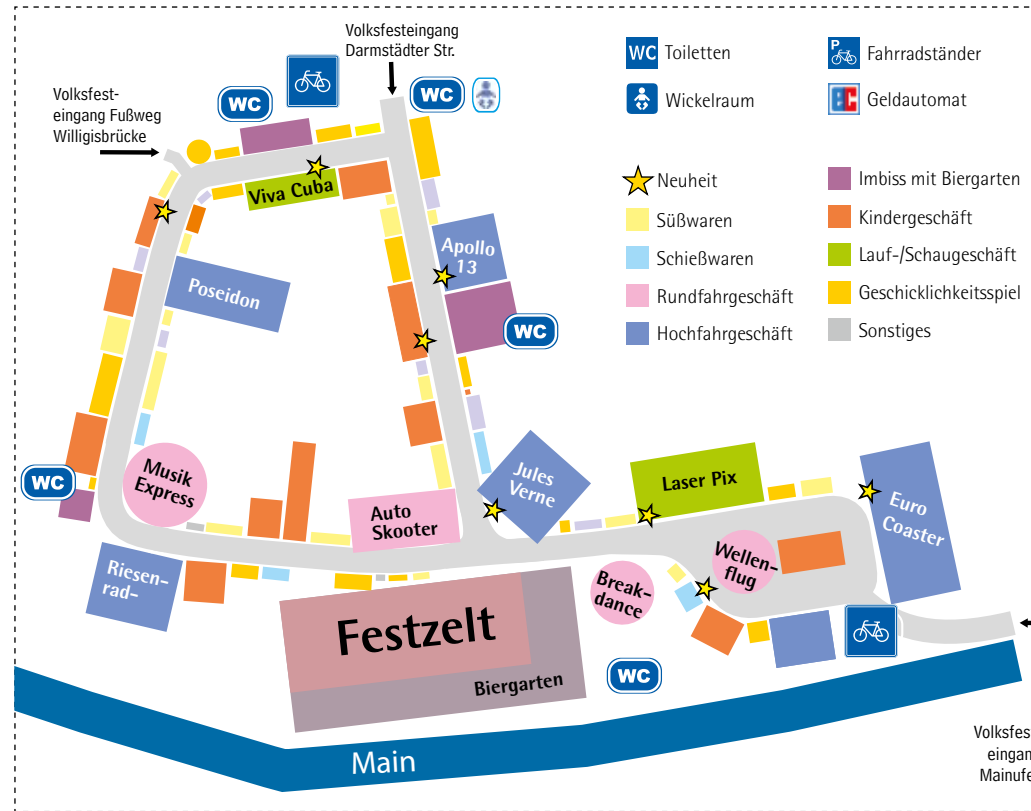 Volksfesteingang
Darmstädter Str.
Volksfest-
eingang Fußweg
Willigisbrücke
WC
WC
WC Toiletten
P Fahrradständer
Wickelraum
EC Geldautomat
Neuheit
Süßwaren
Schießwaren
Rundfahrgeschäft
Hochfahrgeschäft
Imbiss mit Biergarten
Kindergeschäft
Lauf-/Schaugeschäft
Geschicklichkeitsspiel
Sonstiges
Viva Cuba
Apollo
13
Poseidon
WC
WC
Musik
Express
Auto
Skooter
Jules
Verne
Laser Pix
Euro
Coaster
Riesen-
rad-
Wellen-
flug
Break-
dance
Festzelt
Biergarten
WC
Main
Volksfes
eingan
Mainufe